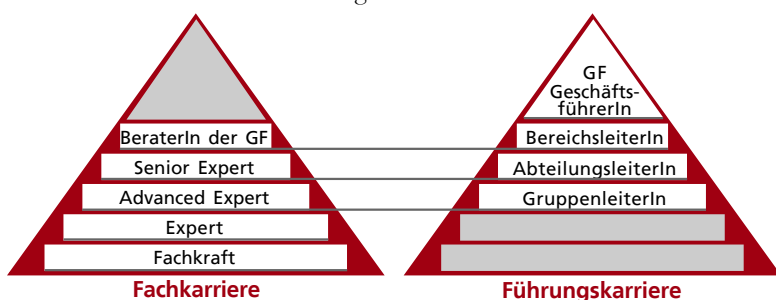 GF
Geschäfts-
führerIn
BeraterIn der GF
Senior Expert
Advanced Expert
Expert
Fachkraft
BereichsleiterIn
AbteilungsleiterIn
GruppenleiterIn
Fachkarriere
Führungskarriere